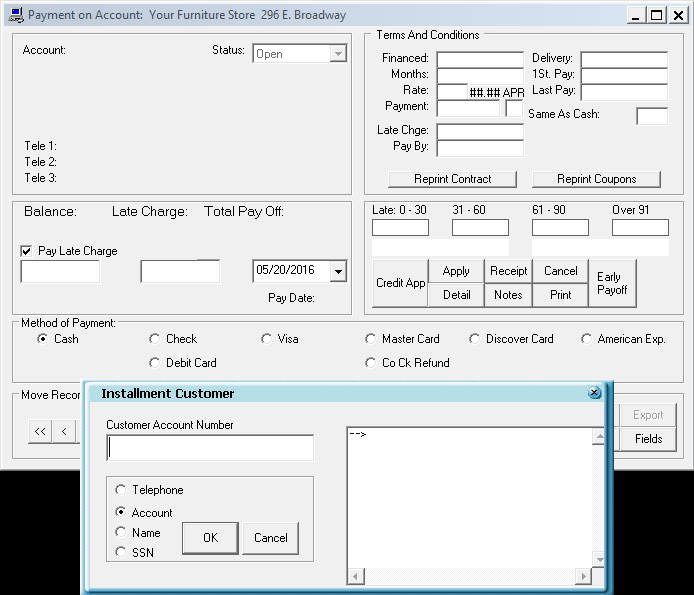 Payment on Account: Your Furniture Store 296 E. Broadway
Account:
Status: Open
Tele 1:
Tele 2:
Tele 3:
Terms And Conditions
Financed:
Delivery:
Months:
1St. Pay:
Rate: ##.## APR
Last Pay:
Payment:
Same As Cash:
Late Chge:
Pay By:
Reprint Contract
Reprint Coupons
Balance: Late Charge: Total Pay Off:
Pay Late Charge
05/20/2016
Pay Date:
Late: 0 - 30 31 - 60 61 - 90 Over 91
Credit App
Apply Receipt Cancel
Detail Notes Print
Early
Payoff
Method of Payment:
Cash Check Visa Master Card Discover Card American Exp.
Debit Card Co Ck Refund
Move Recor
<< <
Export
Fields
Installment Customer
Customer Account Number
Telephone
Account
Name
SSN
OK
Cancel
-->